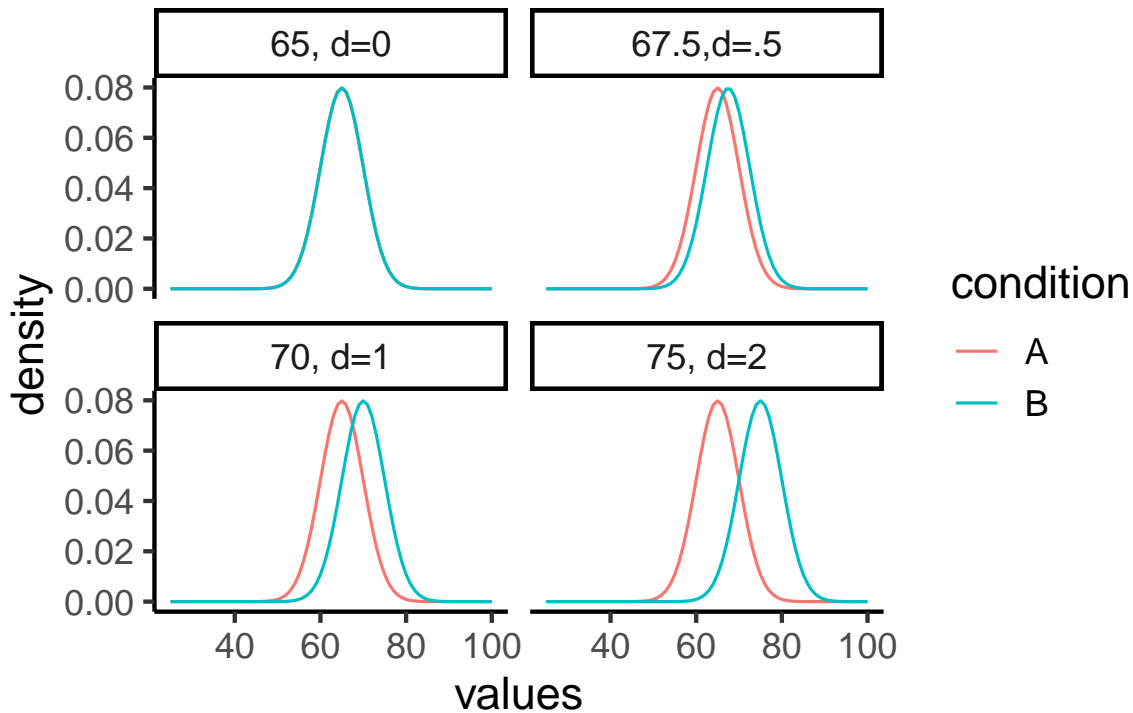 65, d=0
67.5,d=.5
0.08
0.06
0.04
0.02
0.00
70, d=1
75, d=2
0.08
0.06
0.04
0.02
0.00
40 60 80 100
40 60 80 100
values
density
condition
A
B